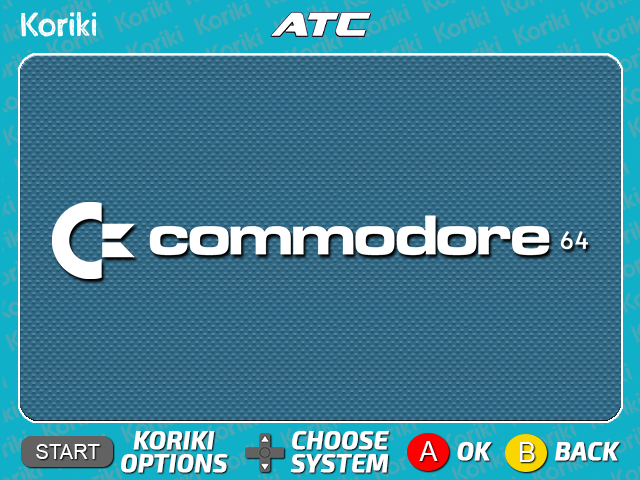 Koriki
ATC
commodore 64
START
KORIKI
OPTIONS
CHOOSE
SYSTEM
A
OK
B
BACK